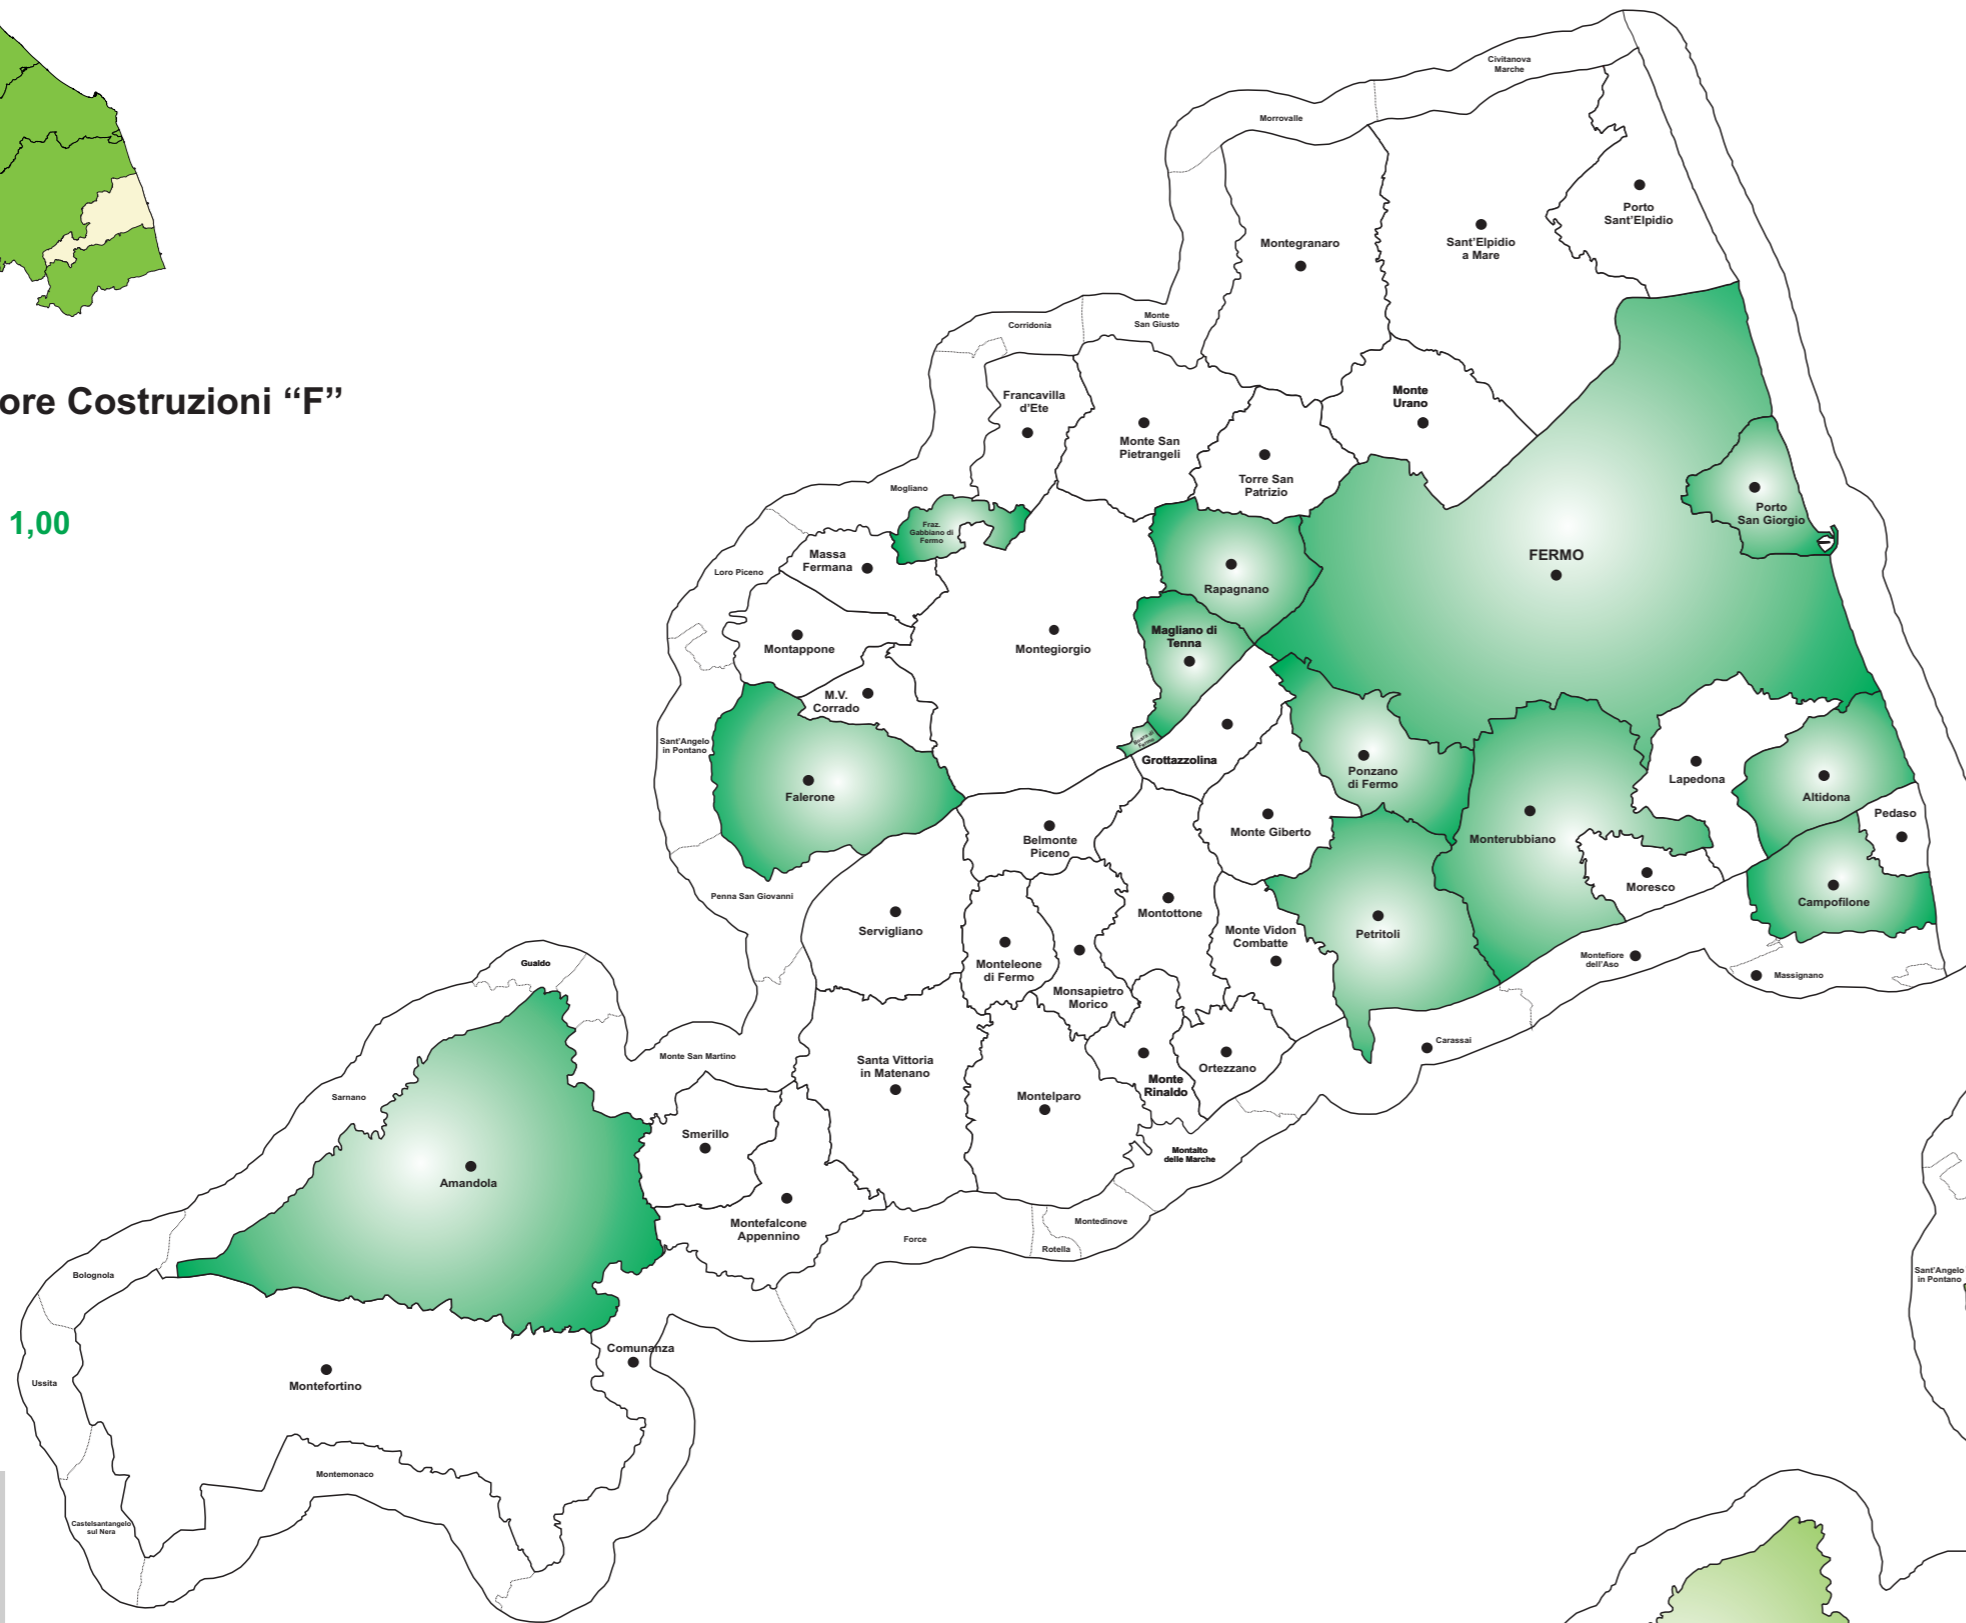 Civitanova
Marche
Morrovalle
Porto
Sant'Elpidio
Sant'Elpidio
a Mare
Montegranaro
Corridonia
Monte
San Giusto
ore Costruzioni “F”
1,00
Francavilla
d'Ete
Monte San
Pietrangeli
Torre San
Patrizio
Monte
Urano
Mogliano
Fraz.
Gabbiano di
Fermo
Massa
Fermana
Loro Piceno
Rapagnano
FERMO
Porto
San Giorgio
Montappone
Montegiorgio
Magliano di
Tenna
M.V.
Corrado
Sant'Angelo
in Pontano
Falerone
Fermo
Grottazzolina
Ponzano
di Fermo
Lapedona
Altidona
Pedaso
Belmonte
Piceno
Monte Giberto
Monterubbiano
Moresco
Campofilone
Penna San Giovanni
Servigliano
Montottone
Monte Vidon
Combatte
Petritoli
Monteleone
di Fermo
Monsapietro
Morico
Montefiore
dell'Aso
Massignano
Gualdo
Monte San Martino
Santa Vittoria
in Matenano
Carassai
Ortezzano
Monte
Rinaldo
Montelparo
Sarnano
Smerillo
Montalto
delle Marche
Amandola
Montefalcone
Appennino
Force
Rotella
Montedinove
Bolognola
Sant'Angelo
in Pontano
Ussita
Montefortino
Comunanza
Montemonaco
Castelsantangelo
sul Nera